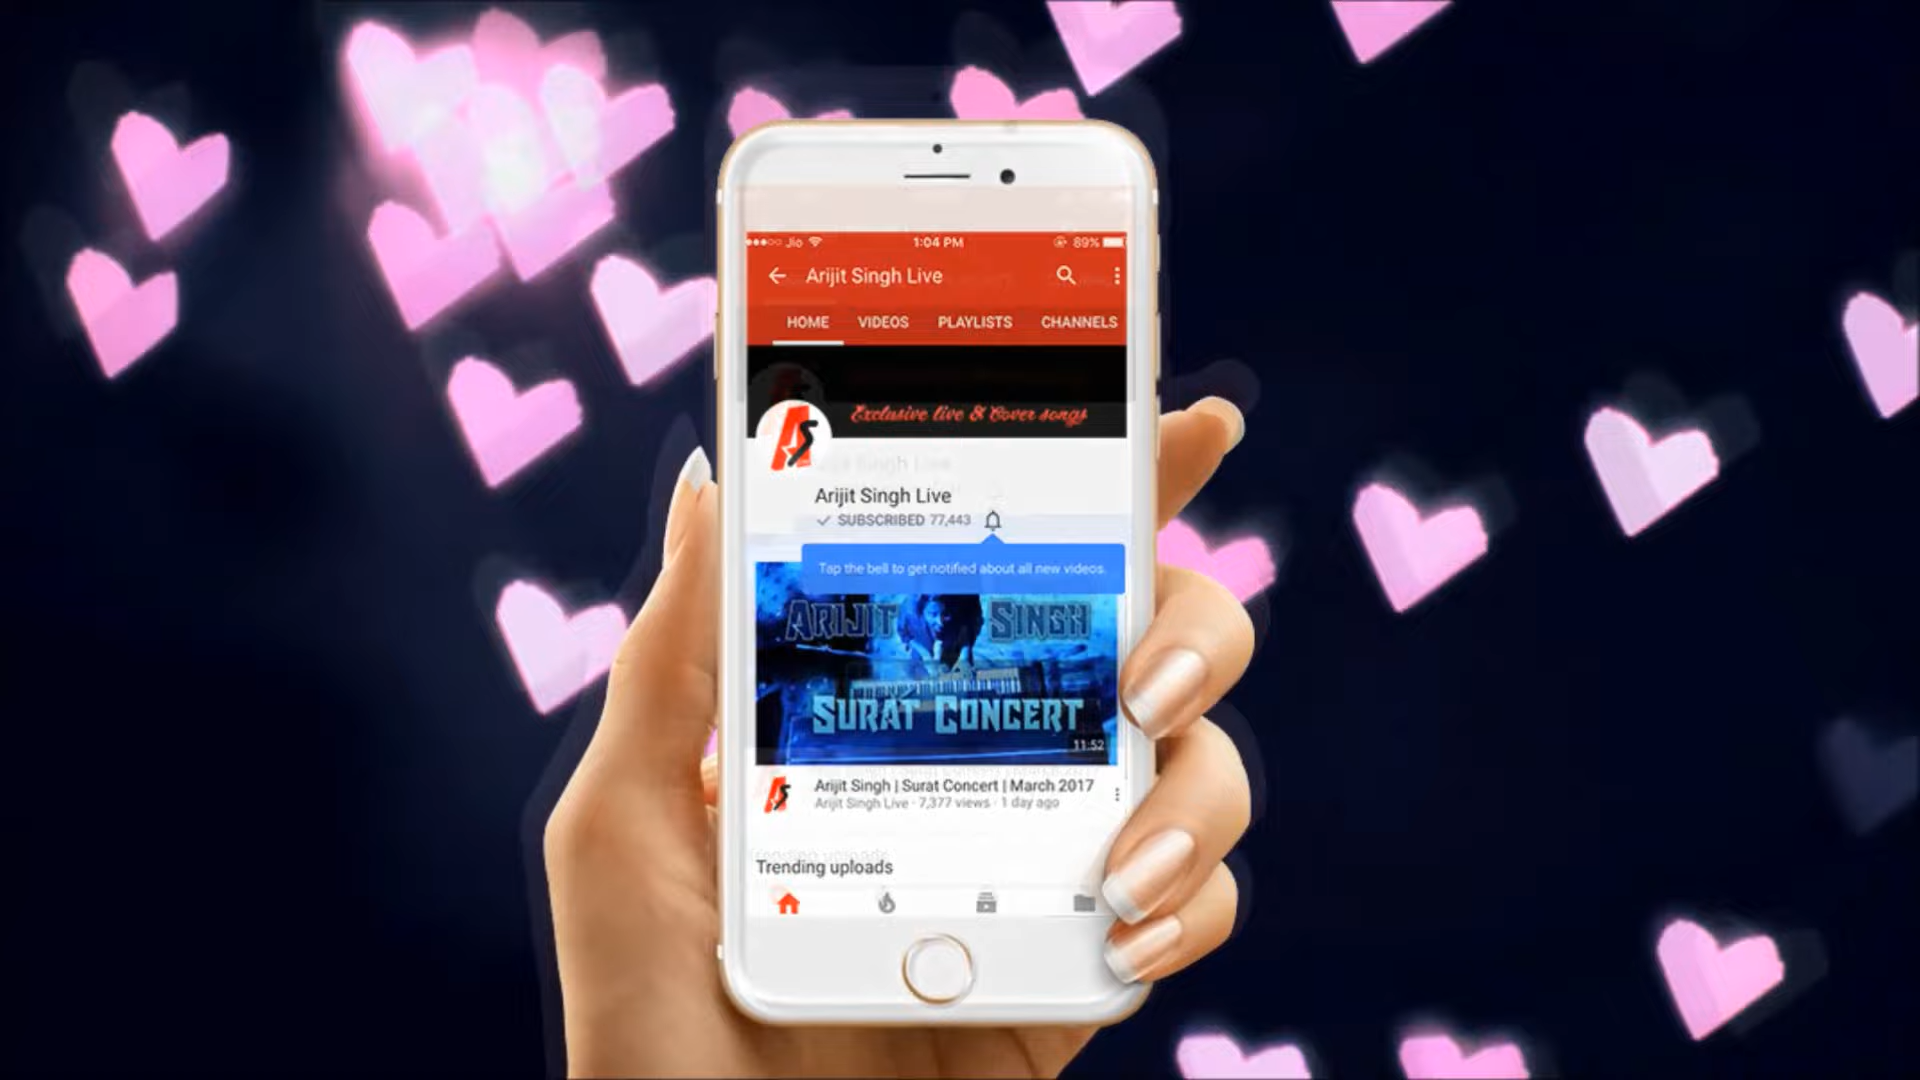 Jio 1:04 PM 89%
Arijit Singh Live
HOME VIDEOS PLAYLISTS CHANNELS
Exclusive live & Cover songs
AS
Arijit Singh Live
SUBSCRIBED 77,443
Tap the bell to get notified about all new videos.
ARIJIT SINGH
SURAT CONCERT
11:52
AS
Arijit Singh | Surat Concert | March 2017
Arijit Singh Live · 7,377 views · 1 day ago
Trending uploads